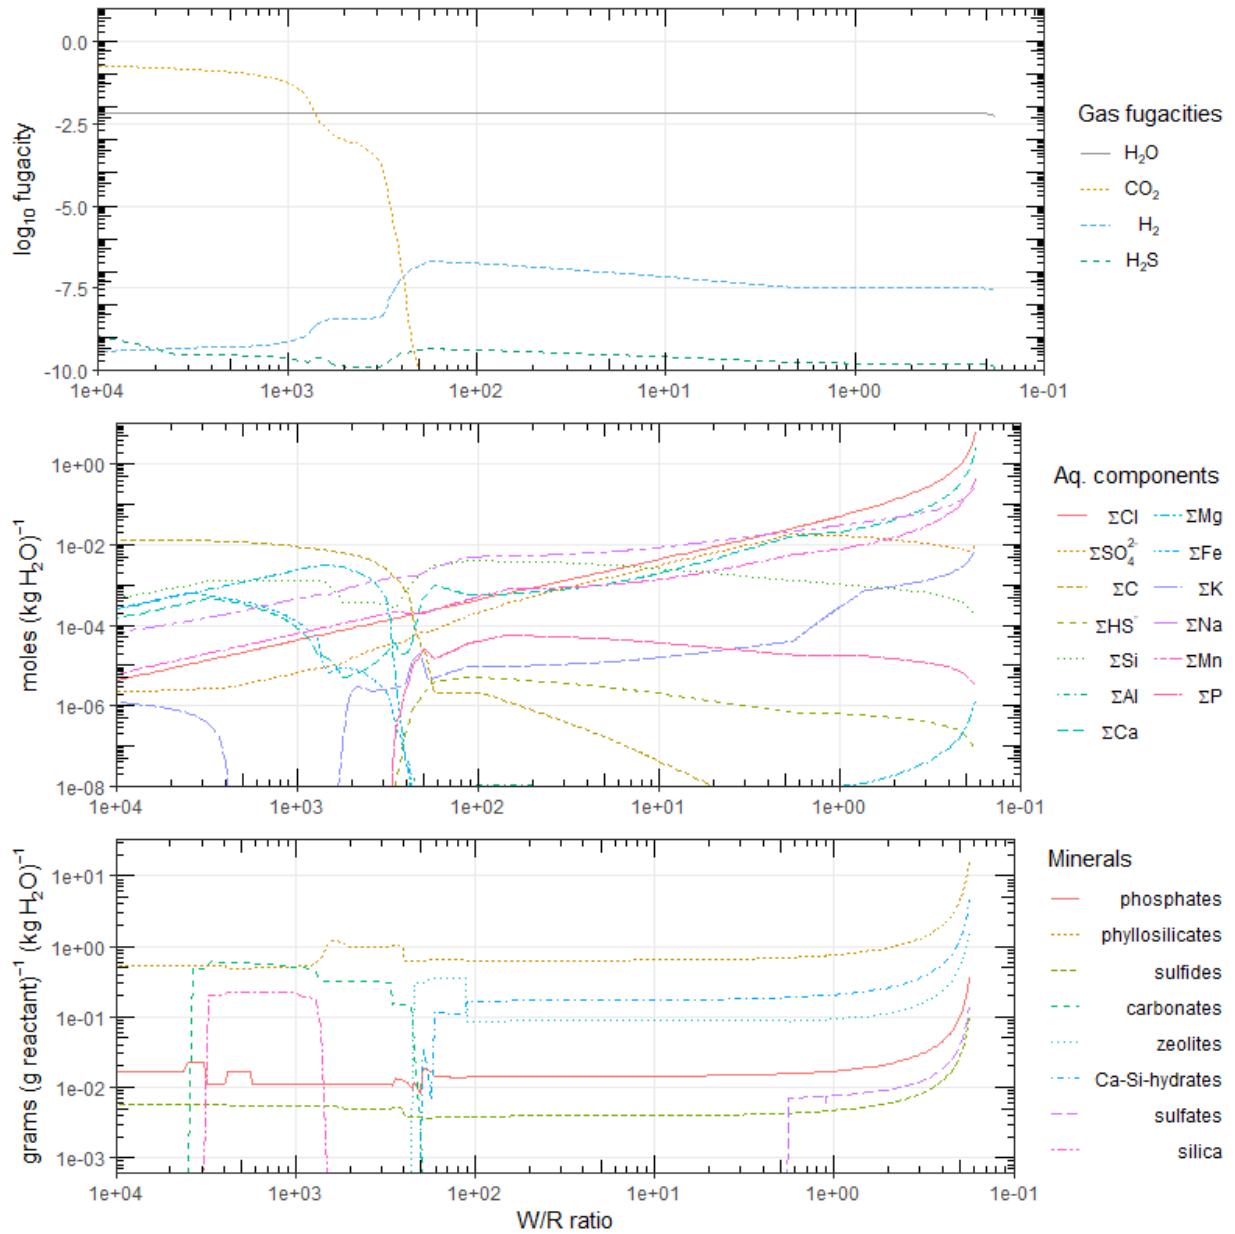 0.0
-2.5
-5.0
-7.5
-10.0
log₁₀ fugacity
1e+04 1e+03 1e+02 1e+01 1e+00 1e-01
Gas fugacities
H₂O
CO₂
H₂
H₂S
1e+00
1e-02
1e-04
1e-06
1e-08
moles (kg H₂O)⁻¹
1e+04 1e+03 1e+02 1e+01 1e+00 1e-01
Aq. components
ΣCl ΣMg
ΣSO₄²⁻ ΣFe
ΣC ΣK
ΣHS⁻ ΣNa
ΣSi ΣMn
ΣAl ΣP
ΣCa
1e+01
1e+00
1e-01
1e-02
1e-03
grams (g reactant)⁻¹ (kg H₂O)⁻¹
1e+04 1e+03 1e+02 1e+01 1e+00 1e-01
W/R ratio
Minerals
phosphates
phyllosilicates
sulfides
carbonates
zeolites
Ca-Si-hydrates
sulfates
silica